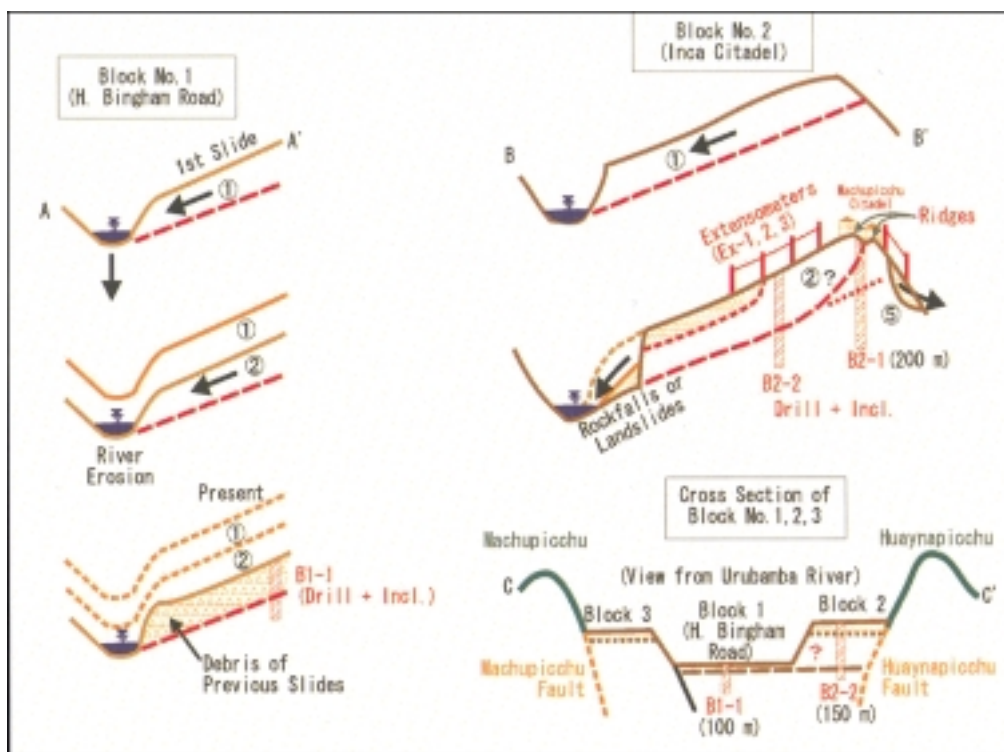 Block No.1
(H. Bingham Road)
1st Slide
A'
①
A
①
②
River
Erosion
Present
①
②
B1-1
(Drill + Incl.)
Debris of
Previous Slides
Block No.2
(Inca Citadel)
B
①
B'
Extensometers
(Ex-1,2,3)
Machupicchu
Citadel
Ridges
②?
⑤
B2-1 (200 m)
B2-2
Drill + Incl.
Rockfalls or
Landslides
Cross Section of
Block No.1,2,3
Machupicchu
Huaynapicchu
(View from Urubamba River)
C
C'
Block 3
Block 1
(H. Bingham
Road)
Block 2
?
Machupicchu
Fault
Huaynapicchu
Fault
B1-1
(100 m)
B2-2
(150 m)